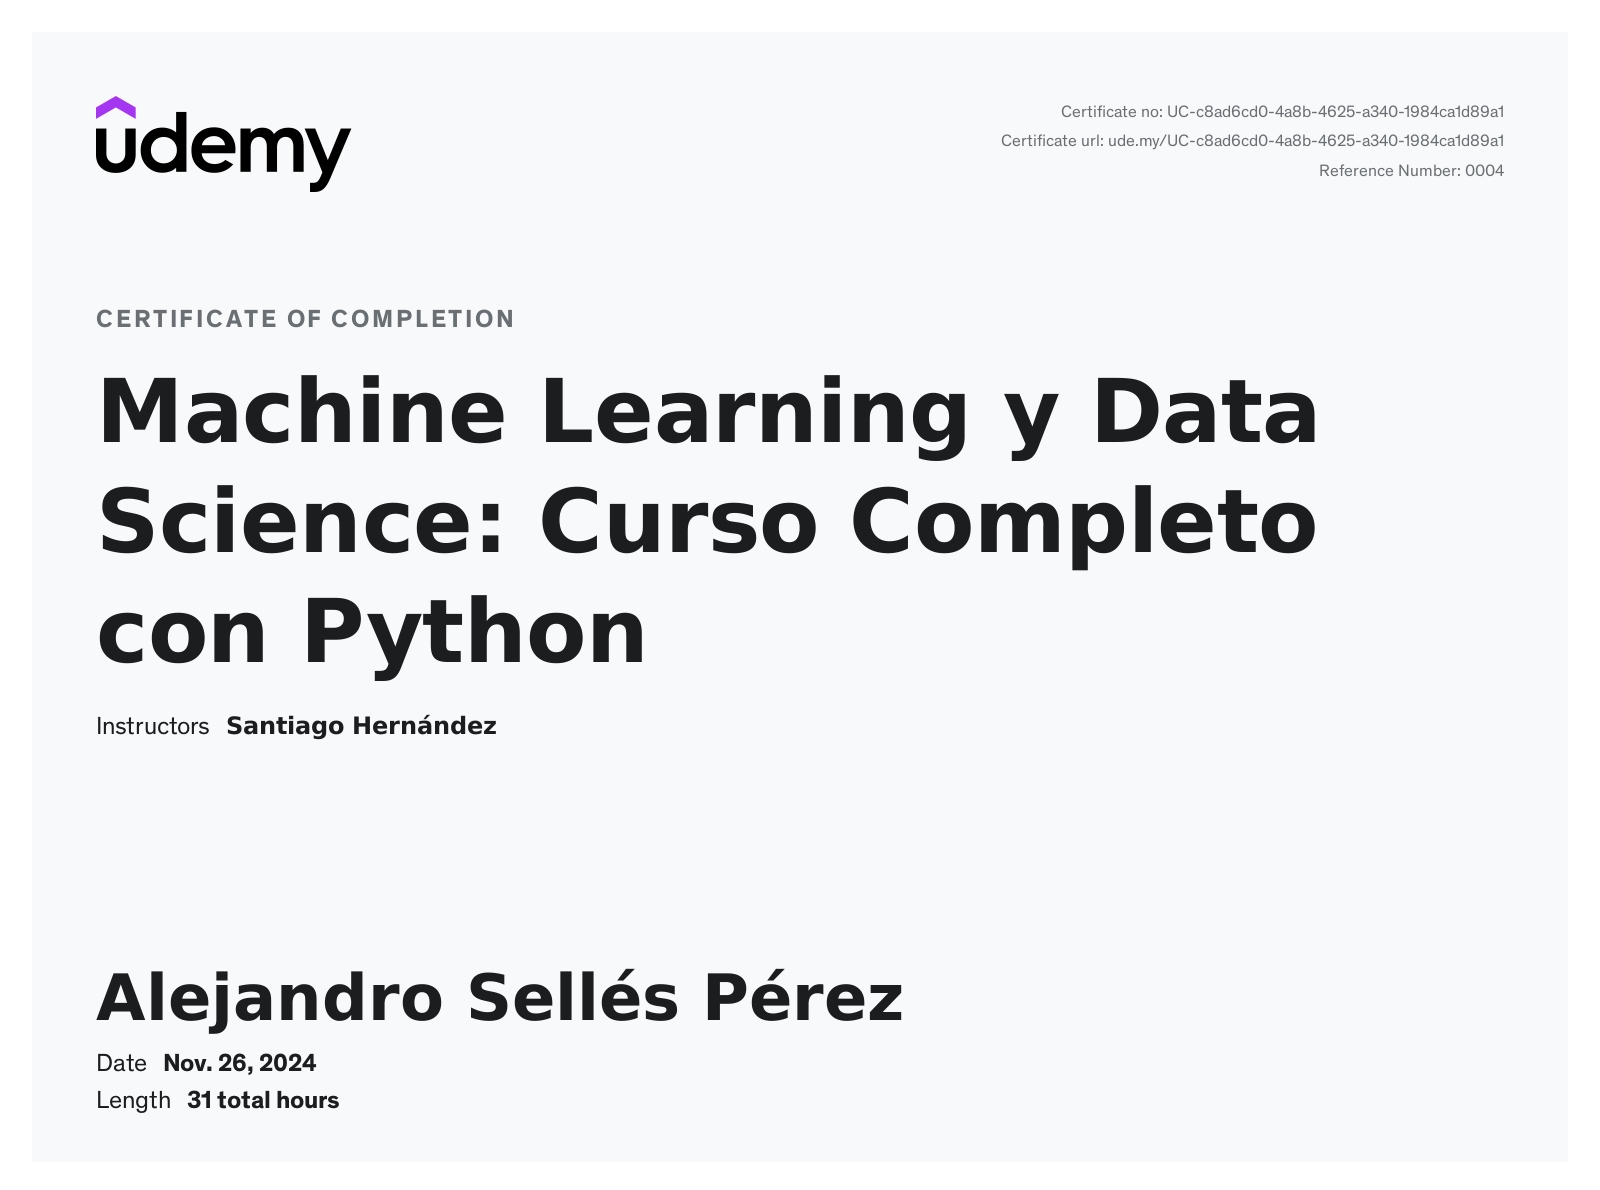 udemy
Certificate no: UC-c8ad6cd0-4a8b-4625-a340-1984ca1d89a1
Certificate url: ude.my/UC-c8ad6cd0-4a8b-4625-a340-1984ca1d89a1
Reference Number: 0004
CERTIFICATE OF COMPLETION
Machine Learning y Data
Science: Curso Completo
con Python
Instructors Santiago Hernández
Alejandro Sellés Pérez
Date Nov. 26, 2024
Length 31 total hours